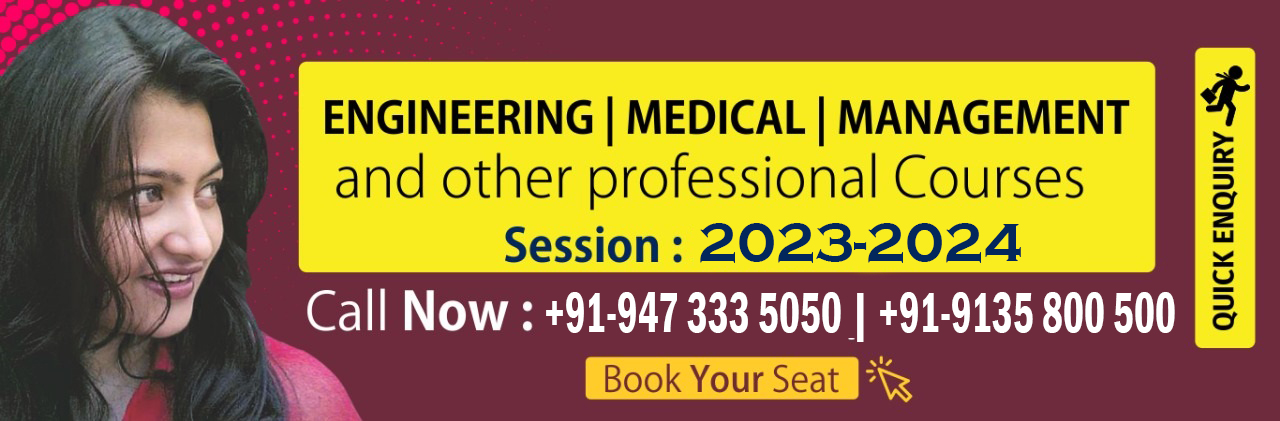 ENGINEERING | MEDICAL | MANAGEMENT
and other professional Courses
Session : 2023-2024
Call Now : +91-947 333 5050 | +91-9135 800 500
Book Your Seat
QUICK ENQUIRY